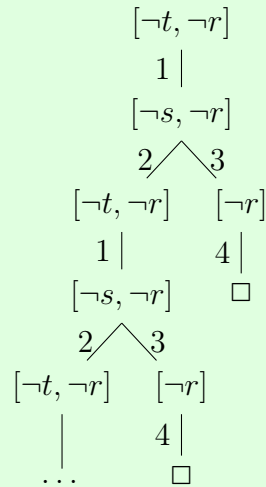 [¬t, ¬r]
1
[¬s, ¬r]
2 3
[¬t, ¬r] [¬r]
1 4
[¬s, ¬r] □
2 3
[¬t, ¬r] [¬r]
4
... □